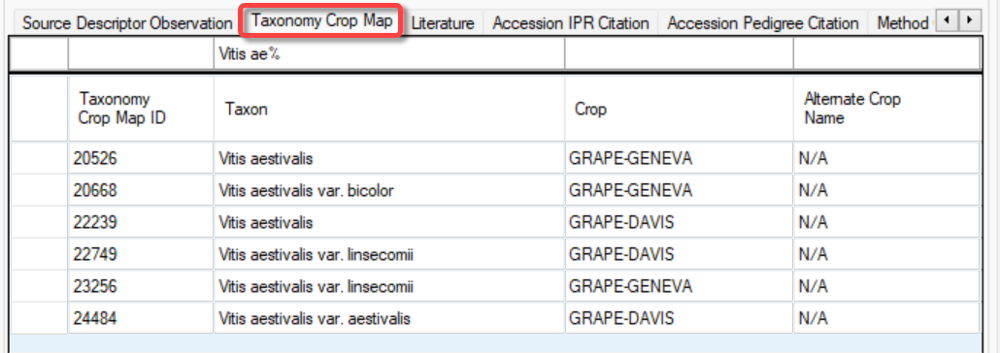 Source Descriptor Observation Taxonomy Crop Map Literature Accession IPR Citation Accession Pedigree Citation Method
Vitis ae%
Taxonomy Crop Map ID Taxon Crop Alternate Crop Name
20526 Vitis aestivalis GRAPE-GENEVA N/A
20668 Vitis aestivalis var. bicolor GRAPE-GENEVA N/A
22239 Vitis aestivalis GRAPE-DAVIS N/A
22749 Vitis aestivalis var. linsecomii GRAPE-DAVIS N/A
23256 Vitis aestivalis var. linsecomii GRAPE-GENEVA N/A
24484 Vitis aestivalis var. aestivalis GRAPE-DAVIS N/A